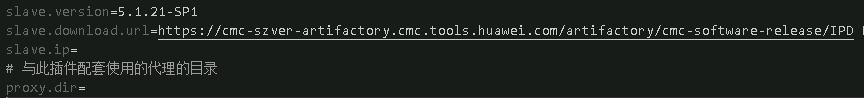 slave.version=5.1.21-SP1
slave.download.url=https://cmc-szver-artifactory.cmc.tools.huawei.com/artifactory/cmc-software-release/IPD
slave.ip=
# 与此插件配套使用的代理的目录
proxy.dir=